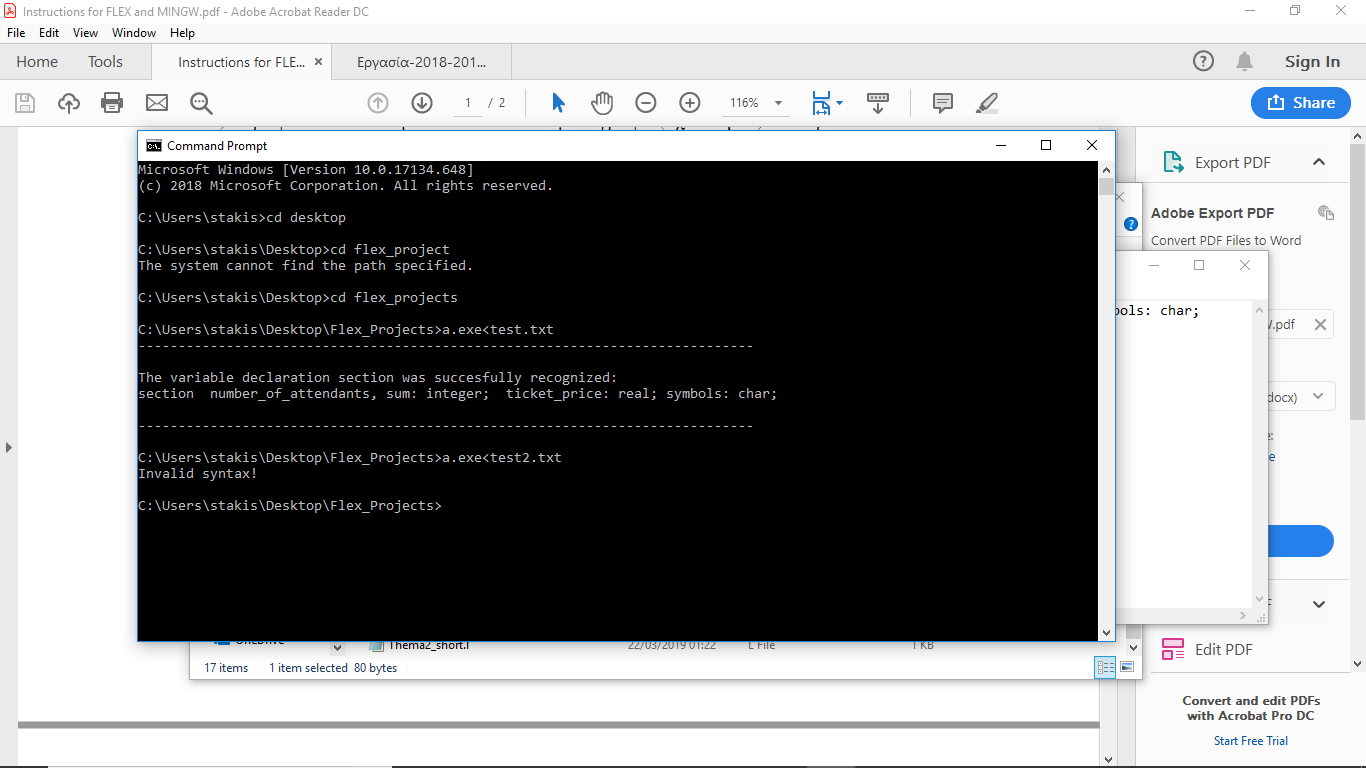 Instructions for FLEX and MINGW.pdf - Adobe Acrobat Reader DC
File Edit View Window Help
Home Tools Instructions for FLE... × Εργασία-2018-201... Sign In
1 / 2 116% Share
Command Prompt
Microsoft Windows [Version 10.0.17134.648]
(c) 2018 Microsoft Corporation. All rights reserved.
C:\Users\stakis>cd desktop
C:\Users\stakis\Desktop>cd flex_project
The system cannot find the path specified.
C:\Users\stakis\Desktop>cd flex_projects
C:\Users\stakis\Desktop\Flex_Projects>a.exe<test.txt
-----------------------------------------------------------------------------
The variable declaration section was succesfully recognized:
section  number_of_attendants, sum: integer;  ticket_price: real; symbols: char;
-----------------------------------------------------------------------------
C:\Users\stakis\Desktop\Flex_Projects>a.exe<test2.txt
Invalid syntax!
C:\Users\stakis\Desktop\Flex_Projects>
Export PDF
Adobe Export PDF
Convert PDF Files to Word
ols: char;
.pdf
docx)
OneDrive
Thema2_short.l 22/03/2019 01:22 L File 1 KB
17 items 1 item selected 80 bytes
Edit PDF
Convert and edit PDFs
with Acrobat Pro DC
Start Free Trial